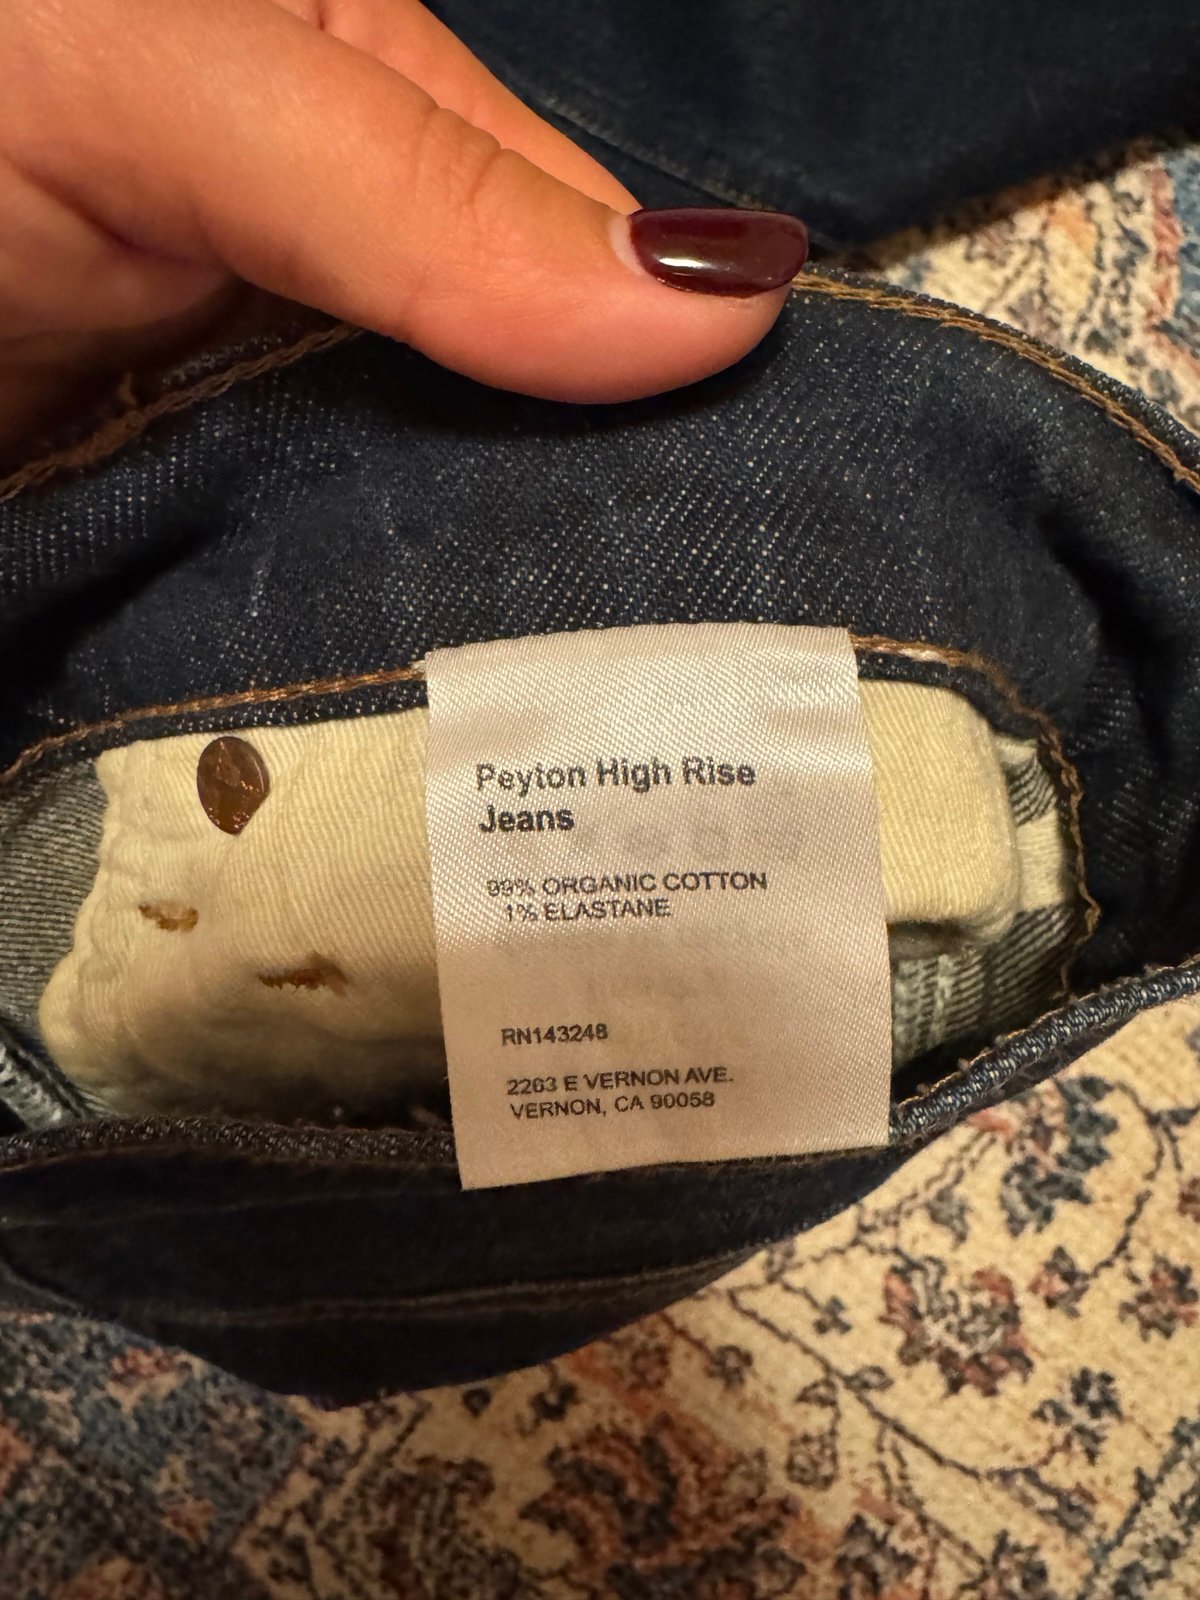 Peyton High Rise
Jeans
99% ORGANIC COTTON
1% ELASTANE
RN143248
2263 E VERNON AVE.
VERNON, CA 90058